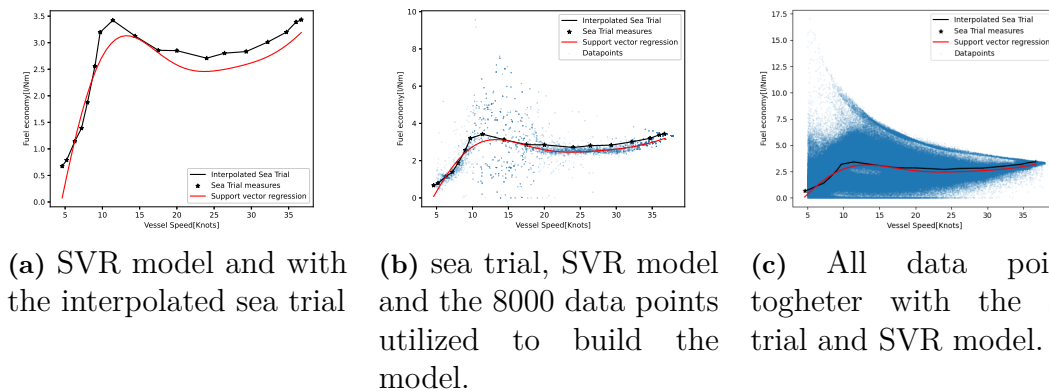 3.5
3.0
2.5
2.0
1.5
1.0
0.5
0.0
Fuel economy[l/Nm]
Interpolated Sea Trial
Sea Trial measures
Support vector regression
5 10 15 20 25 30 35
Vessel Speed[Knots]
10
8
6
4
2
0
Fuel economy[l/Nm]
Interpolated Sea Trial
Sea Trial measures
Support vector regression
Datapoints
5 10 15 20 25 30 35
Vessel Speed[Knots]
17.5
15.0
12.5
10.0
7.5
5.0
2.5
0.0
Fuel economy[l/Nm]
Interpolated Sea Trial
Sea Trial measures
Support vector regression
Datapoints
5 10 15 20 25 30 35
Vessel Speed[Knots]
(a) SVR model and with
the interpolated sea trial
(b) sea trial, SVR model
and the 8000 data points
utilized to build the
model.
(c) All data poi
togheter with the
trial and SVR model.